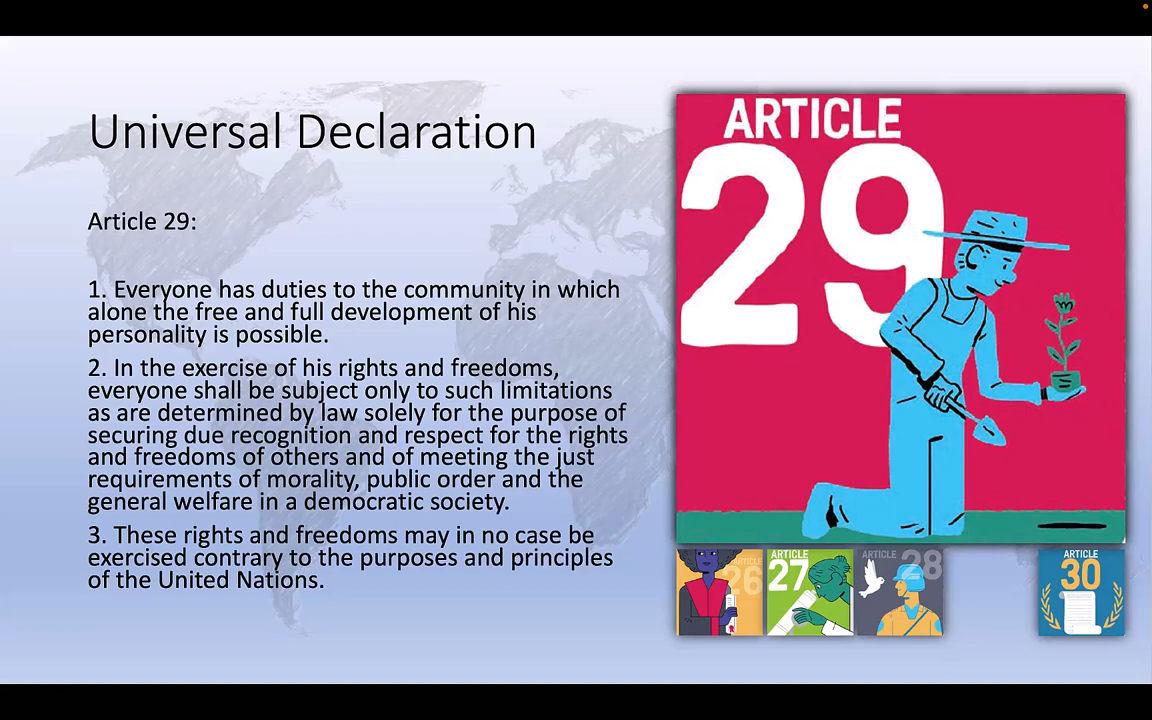 Universal Declaration
Article 29:
1. Everyone has duties to the community in which
alone the free and full development of his
personality is possible.
2. In the exercise of his rights and freedoms,
everyone shall be subject only to such limitations
as are determined by law solely for the purpose of
securing due recognition and respect for the rights
and freedoms of others and of meeting the just
requirements of morality, public order and the
general welfare in a democratic society.
3. These rights and freedoms may in no case be
exercised contrary to the purposes and principles
of the United Nations.
ARTICLE
29
ARTICLE
26
ARTICLE
27
ARTICLE
28
ARTICLE
30